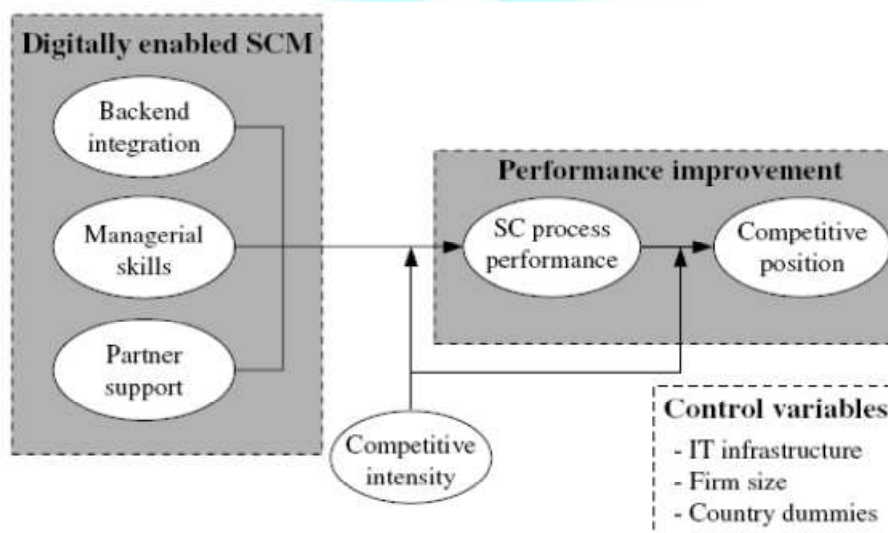 Digitally enabled SCM
Backend
integration
Managerial
skills
Partner
support
Performance improvement
SC process
performance
Competitive
position
Competitive
intensity
Control variables
- IT infrastructure
- Firm size
- Country dummies